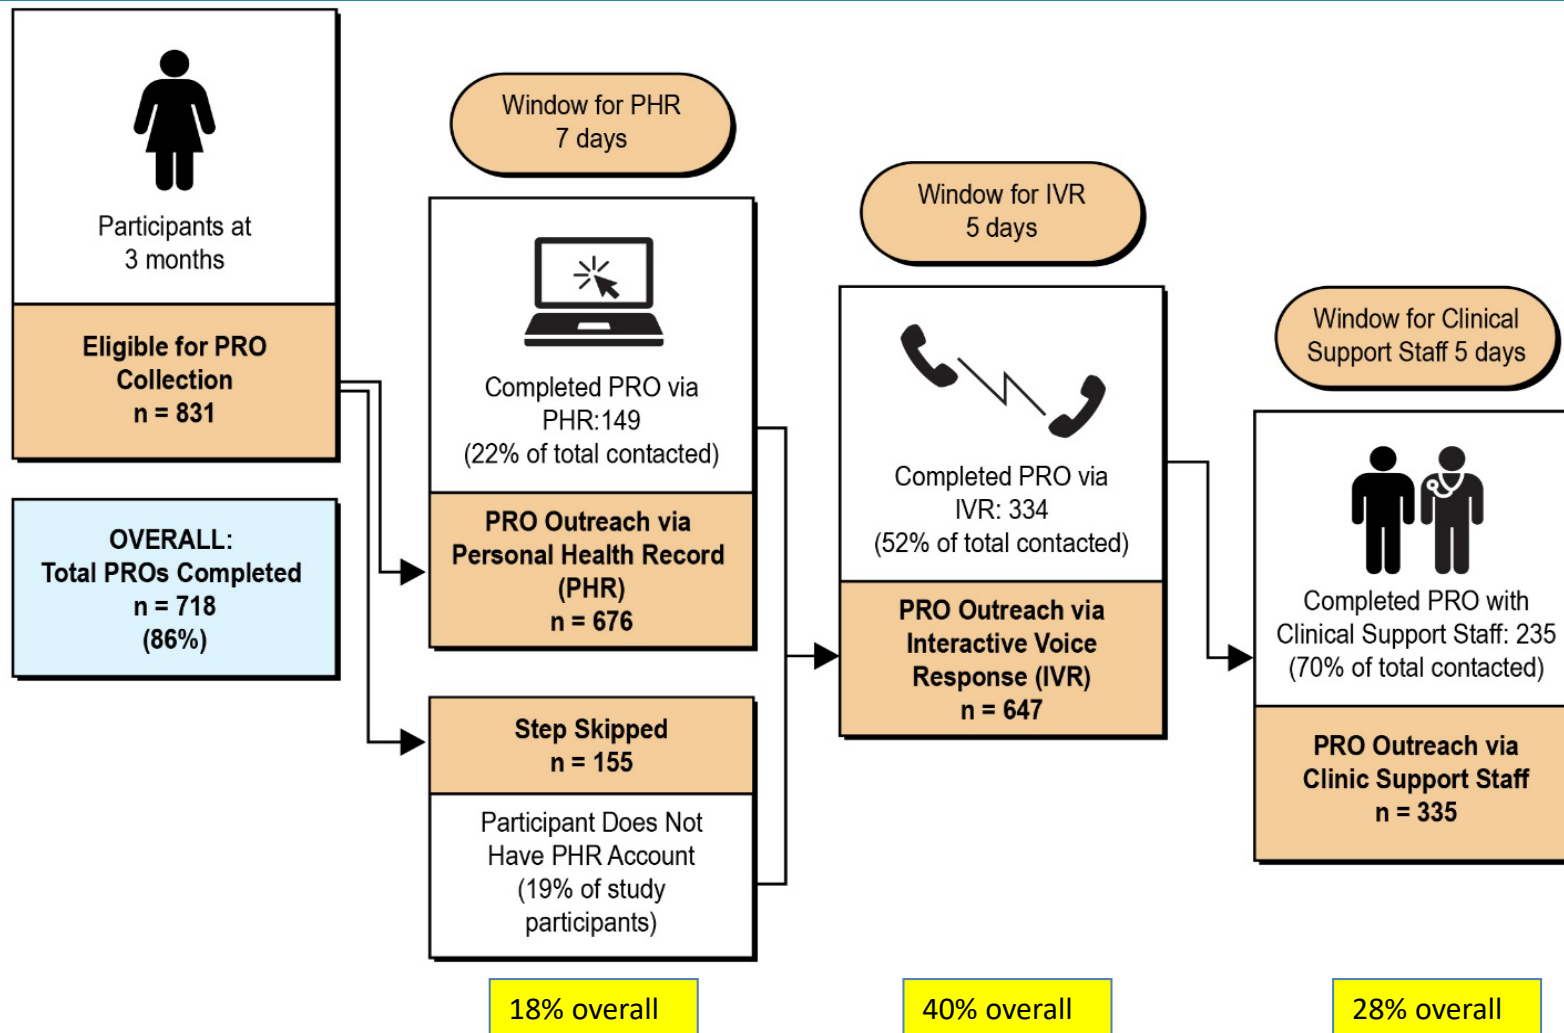 Participants at
3 months
Eligible for PRO
Collection
n = 831
OVERALL:
Total PROs Completed
n = 718
(86%)
Window for PHR
7 days
Completed PRO via
PHR:149
(22% of total contacted)
PRO Outreach via
Personal Health Record
(PHR)
n = 676
Step Skipped
n = 155
Participant Does Not
Have PHR Account
(19% of study
participants)
18% overall
Window for IVR
5 days
Completed PRO via
IVR: 334
(52% of total contacted)
PRO Outreach via
Interactive Voice
Response (IVR)
n = 647
40% overall
Window for Clinical
Support Staff 5 days
Completed PRO with
Clinical Support Staff: 235
(70% of total contacted)
PRO Outreach via
Clinic Support Staff
n = 335
28% overall